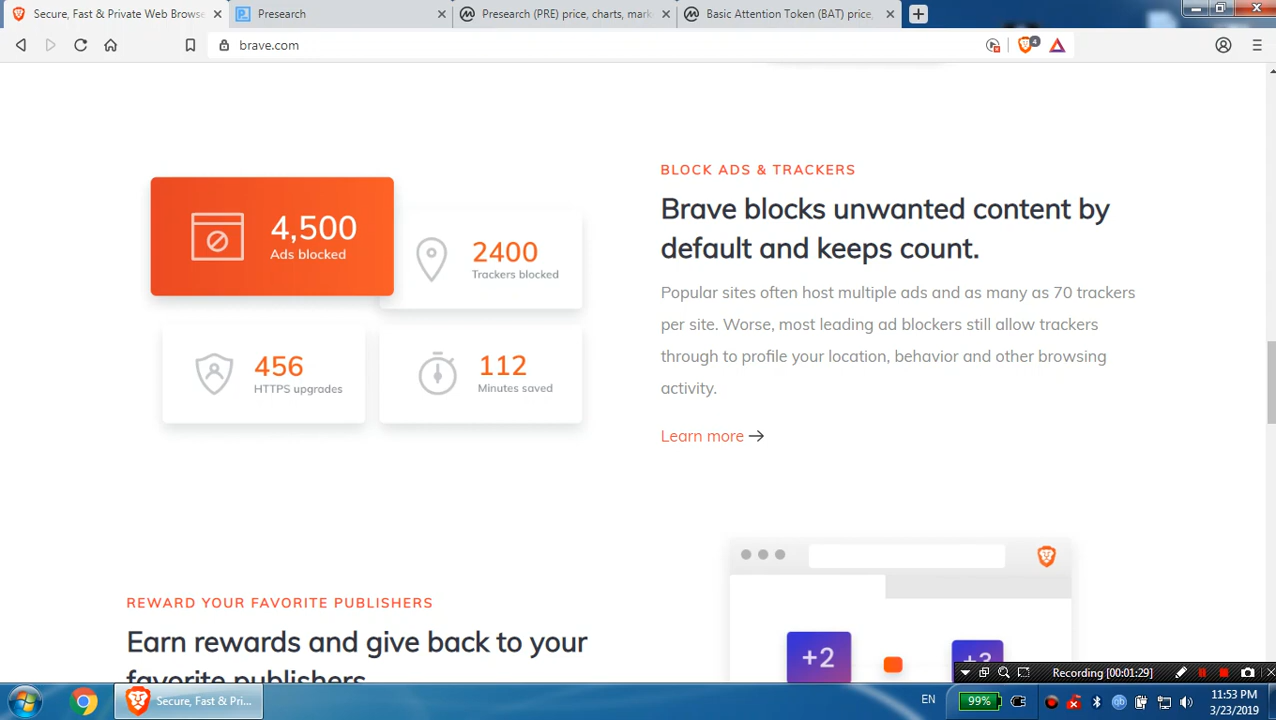 Secure, Fast & Private Web Browse
Presearch
Presearch (PRE) price, charts, mark
Basic Attention Token (BAT) price,
brave.com
4
4,500
Ads blocked
2400
Trackers blocked
456
HTTPS upgrades
112
Minutes saved
BLOCK ADS & TRACKERS
Brave blocks unwanted content by
default and keeps count.
Popular sites often host multiple ads and as many as 70 trackers
per site. Worse, most leading ad blockers still allow trackers
through to profile your location, behavior and other browsing
activity.
Learn more
REWARD YOUR FAVORITE PUBLISHERS
Earn rewards and give back to your
favorite publishers
+2
+3
Recording [00:01:29]
Secure, Fast & Pri...
EN
99%
11:53 PM
3/23/2019